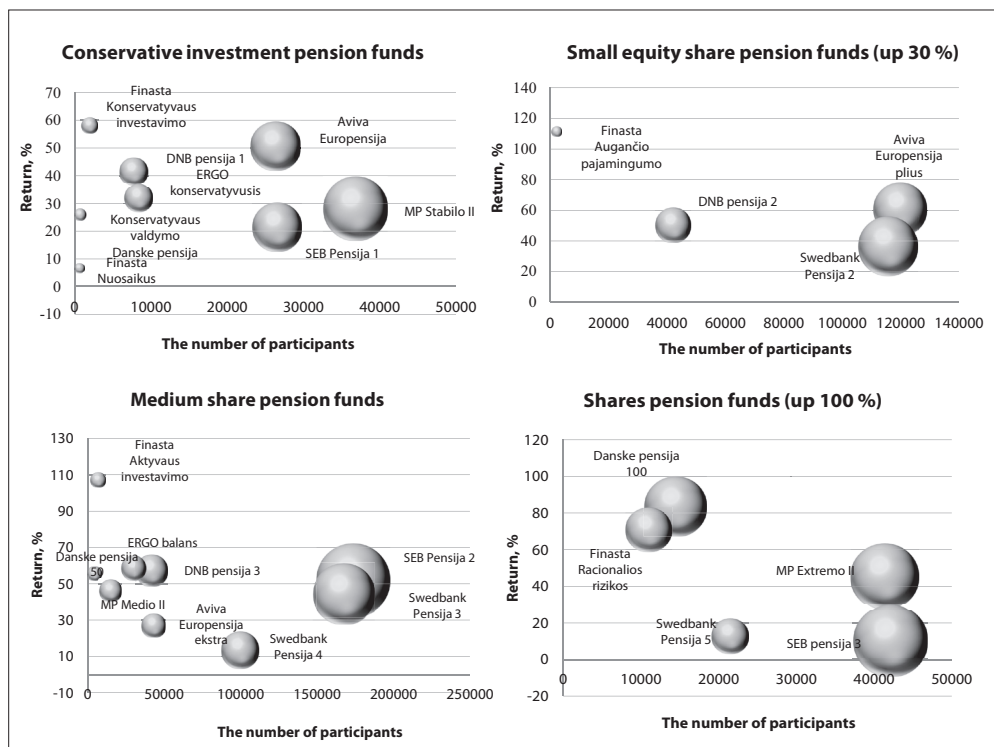 Conservative investment pension funds
70
60
50
40
30
20
10
0
-10
Return, %
Finasta
Konservatyvaus
investavimo
Aviva
Europensija
DNB pensija 1
ERGO
konservatyvusis
MP Stabilo II
Konservatyvaus
valdymo
Danske pensija
SEB Pensija 1
Finasta
Nuosaikus
0 10000 20000 30000 40000 50000
The number of participants
Small equity share pension funds (up 30 %)
140
120
100
80
60
40
20
0
Return, %
Finasta
Augančio
pajamingumo
Aviva
Europensija
plius
DNB pensija 2
Swedbank
Pensija 2
0 20000 40000 60000 80000 100000 120000 140000
The number of participants
Medium share pension funds
130
110
90
70
50
30
10
-10
Return, %
Finasta
Aktyvaus
investavimo
ERGO balans
Danske pensija
50
DNB pensija 3
SEB Pensija 2
MP Medio II
Aviva
Europensija
ekstra
Swedbank
Pensija 3
Swedbank
Pensija 4
0 50000 100000 150000 200000 250000
The number of participants
Shares pension funds (up 100 %)
120
100
80
60
40
20
0
-20
Return, %
Danske pensija
100
Finasta
Racionalios
rizikos
MP Extremo II
Swedbank
Pensija 5
SEB pensija 3
0 10000 20000 30000 40000 50000
The number of participants